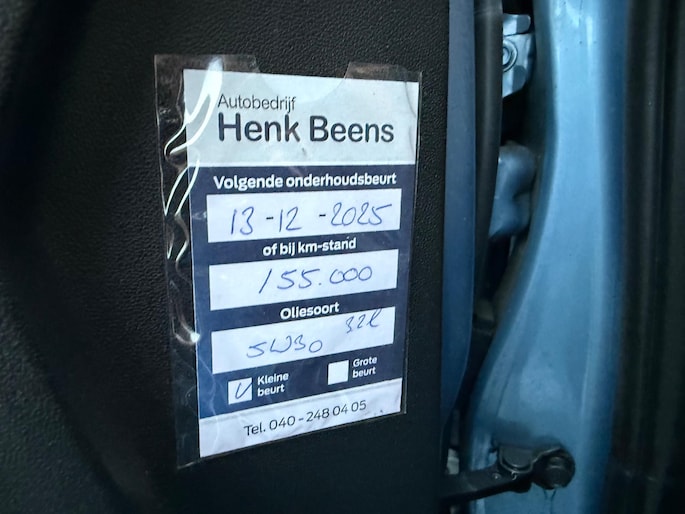 Autobedrijf
Henk Beens
Volgende onderhoudsbeurt
13-12-2025
of bij km-stand
155.000
Oliesoort
5W30 32R
Kleine beurt
Grote beurt
Tel. 040-248 04 05